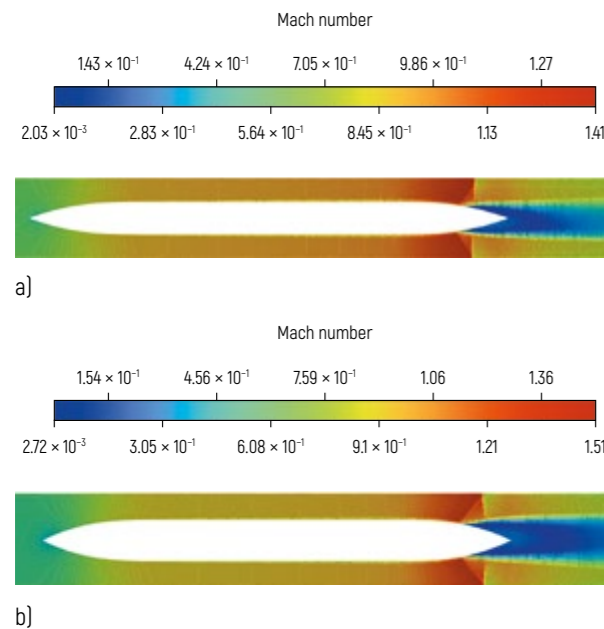 Mach number
1.43 × 10⁻¹ 4.24 × 10⁻¹ 7.05 × 10⁻¹ 9.86 × 10⁻¹ 1.27
2.03 × 10⁻³ 2.83 × 10⁻¹ 5.64 × 10⁻¹ 8.45 × 10⁻¹ 1.13 1.41
a)
Mach number
1.54 × 10⁻¹ 4.56 × 10⁻¹ 7.59 × 10⁻¹ 1.06 1.36
2.72 × 10⁻³ 3.05 × 10⁻¹ 6.08 × 10⁻¹ 9.1 × 10⁻¹ 1.21 1.51
b)